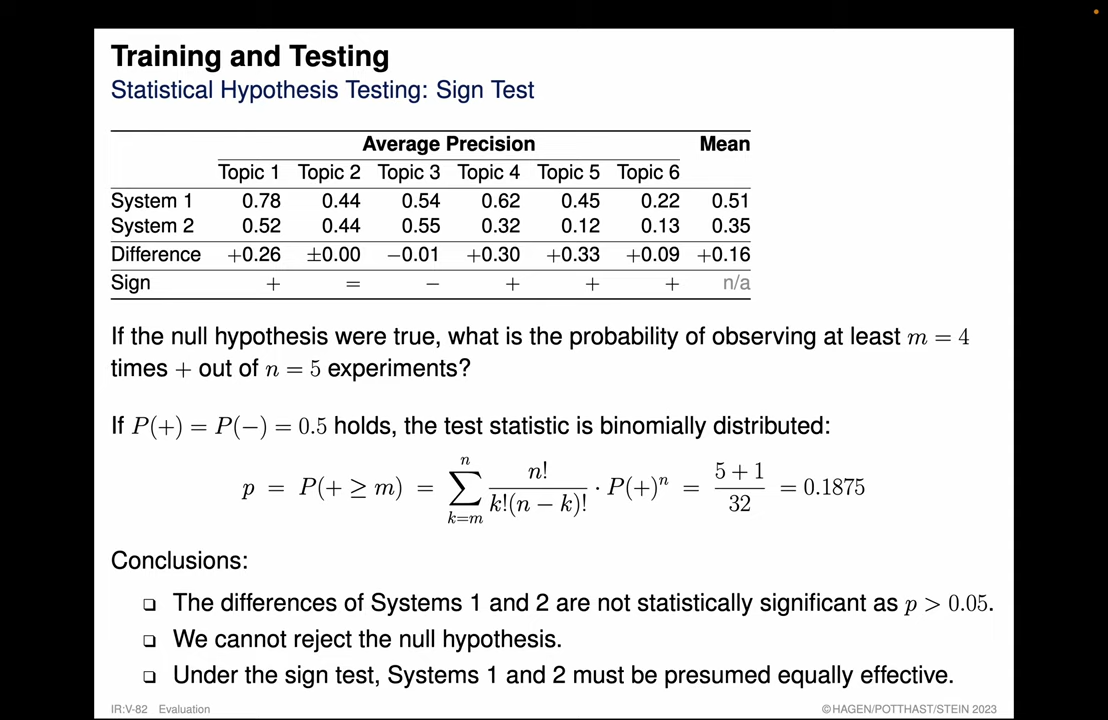 Training and Testing
Statistical Hypothesis Testing: Sign Test
Average Precision Mean
Topic 1 Topic 2 Topic 3 Topic 4 Topic 5 Topic 6
System 1 0.78 0.44 0.54 0.62 0.45 0.22 0.51
System 2 0.52 0.44 0.55 0.32 0.12 0.13 0.35
Difference +0.26 ±0.00 −0.01 +0.30 +0.33 +0.09 +0.16
Sign + = − + + + n/a
If the null hypothesis were true, what is the probability of observing at least m = 4
times + out of n = 5 experiments?
If P(+) = P(−) = 0.5 holds, the test statistic is binomially distributed:
p = P(+ ≥ m) = ∑_{k=m}^{n} n!/(k!(n − k)!) · P(+)^n = (5 + 1)/32 = 0.1875
Conclusions:
❑ The differences of Systems 1 and 2 are not statistically significant as p > 0.05.
❑ We cannot reject the null hypothesis.
❑ Under the sign test, Systems 1 and 2 must be presumed equally effective.
IR:V-82 Evaluation ©HAGEN/POTTHAST/STEIN 2023